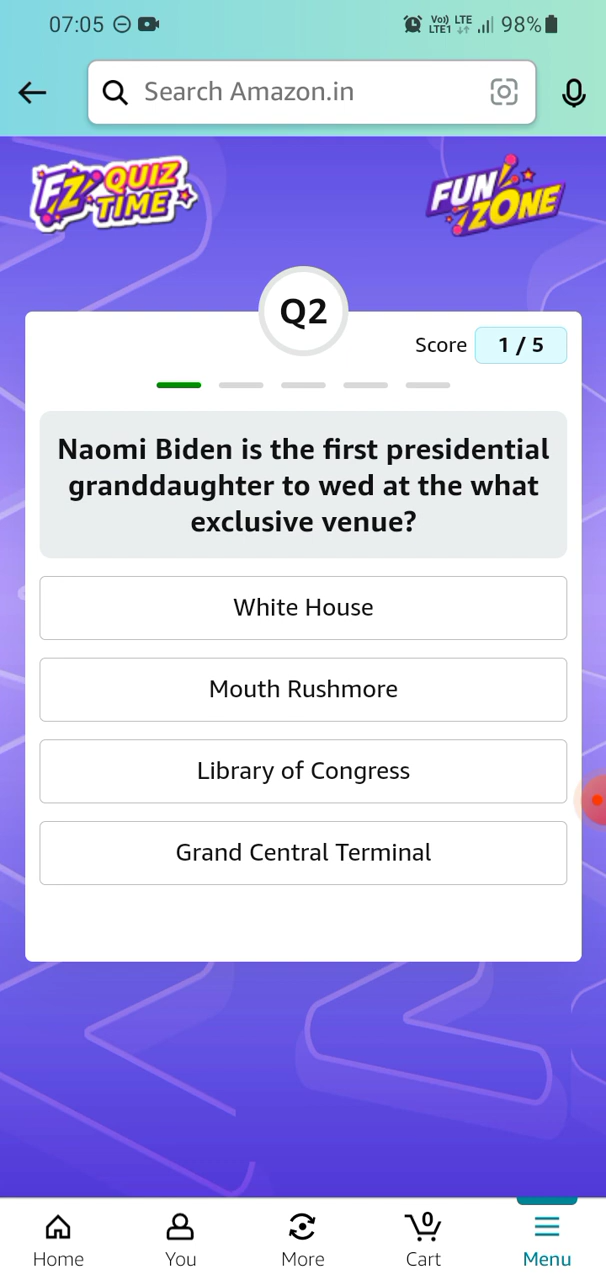 07:05
Vo)) LTE
LTE1
98%
Search Amazon.in
FZ QUIZ
TIME
FUN
ZONE
Q2
Score 1 / 5
Naomi Biden is the first presidential
granddaughter to wed at the what
exclusive venue?
White House
Mouth Rushmore
Library of Congress
Grand Central Terminal
0
Home You More Cart Menu